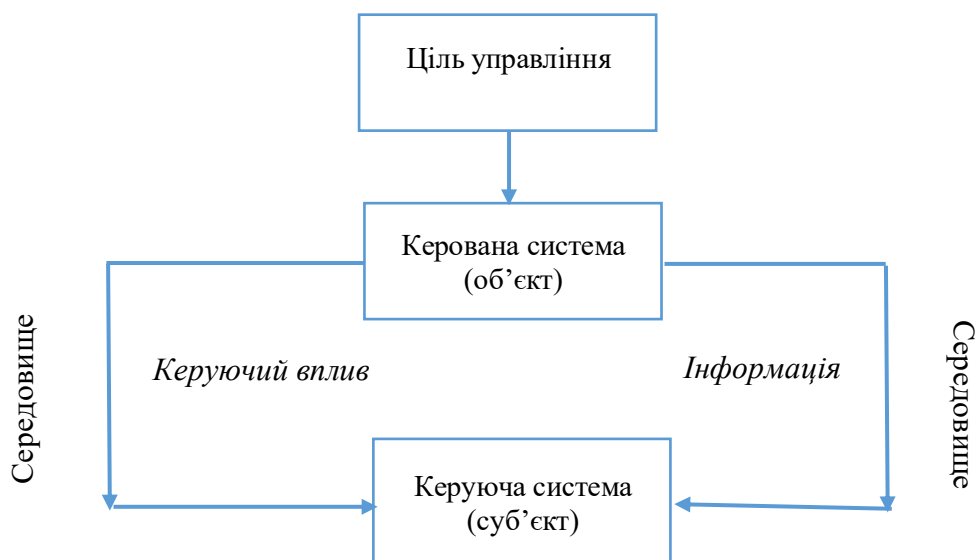 Ціль управління
Керована система
(об’єкт)
Середовище
Керуючий вплив
Інформація
Середовище
Керуюча система
(суб’єкт)